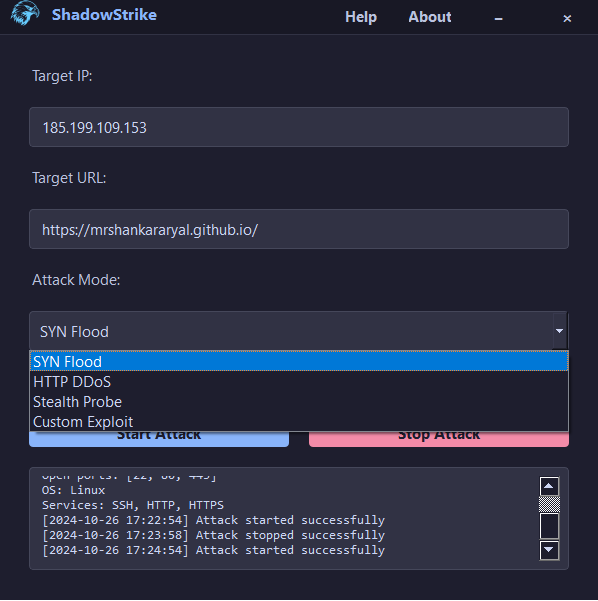 ShadowStrike Help About – ×
Target IP:
185.199.109.153
Target URL:
https://mrshankararyal.github.io/
Attack Mode:
SYN Flood
SYN Flood
HTTP DDoS
Stealth Probe
Custom Exploit
Start Attack Stop Attack
Open ports: [22, 80, 443]
OS: Linux
Services: SSH, HTTP, HTTPS
[2024-10-26 17:22:54] Attack started successfully
[2024-10-26 17:23:58] Attack stopped successfully
[2024-10-26 17:24:54] Attack started successfully